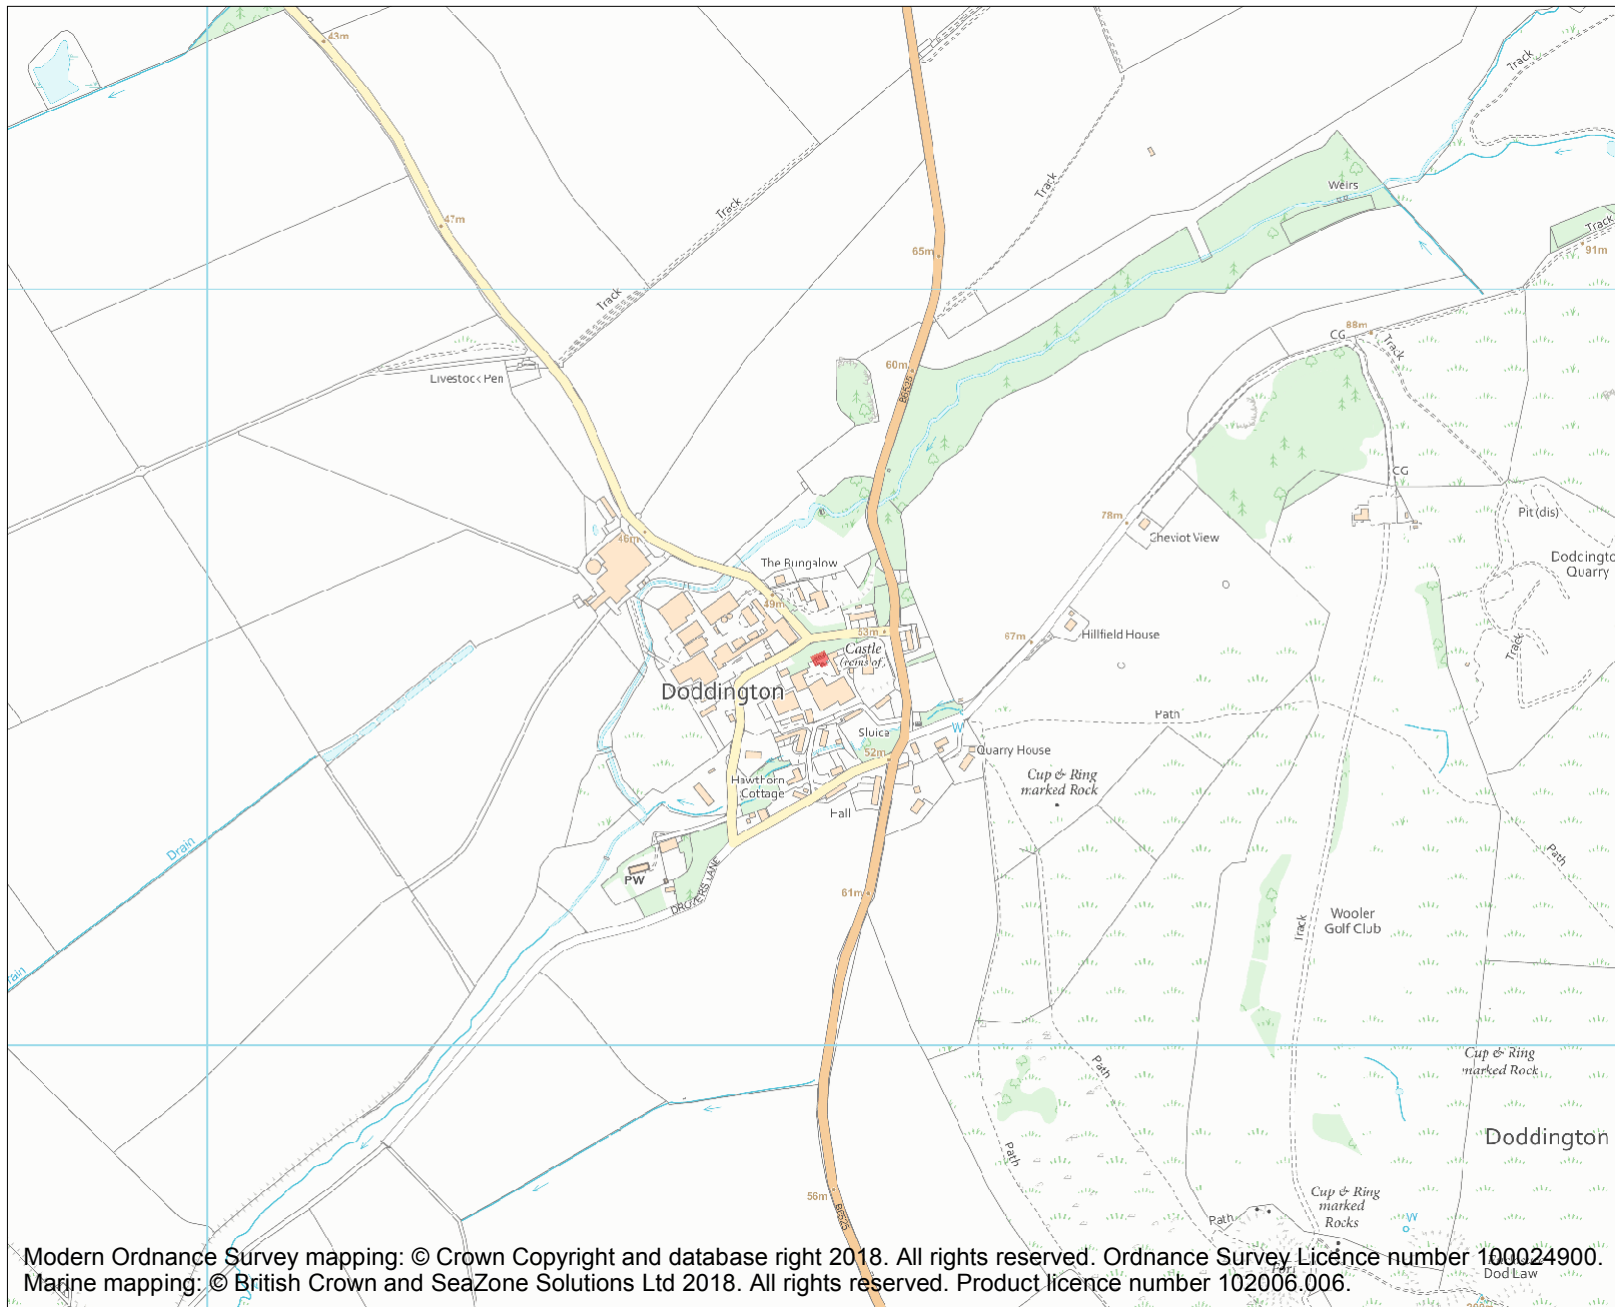 43m
Track
Track
Weirs
47m
Track
Track
65m
91m
Track
88m
CG
Track
60m
B6525
Livestock Pen
CG
78m
Pit (dis)
Cheviot View
46m
The Bungalow
Quarry
49m
53m
67m
Hillfield House
Castle
(rems of)
Track
Doddington
Path
W
Sluice
52m
Quarry House
Cup & Ring
marked Rock
Hawthorn
Cottage
Hall
Drain
Path
PW
DROVERS LANE
61m
Wooler
Golf Club
Track
Cup & Ring
marked Rock
Path
Doddington
Path
56m
B6525
Cup & Ring
marked
Rocks
Path
W
Modern Ordnance Survey mapping: © Crown Copyright and database right 2018. All rights reserved. Ordnance Survey Licence number 100024900.
Marine mapping: © British Crown and SeaZone Solutions Ltd 2018. All rights reserved. Product licence number 102006.006.
Fort
Dod Law